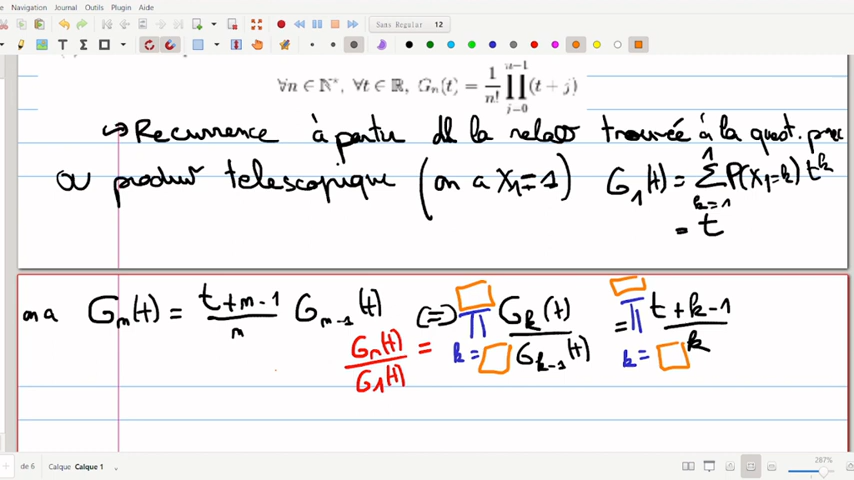 Navigation Journal Outils Plugin Aide
Sans Regular 12
∀n ∈ ℕ*, ∀t ∈ ℝ, Gn(t) = 1/n! ∏_{j=0}^{n-1} (t + j)
↳ Recurrence à partir de la relat° trouvée à la quest. prec
ou produit telescopique (on a X1 = 1) G1(t) = Σ_{k=1}^{1} P(X1=k) t^k
= t
on a Gn(t) = (t+n-1)/n Gn-1(t) (=) ∏_{k=□}^{□} Gk(t)/Gk-1(t) = ∏_{k=□}^{□} (t+k-1)/k
Gn(t)/G1(t) =
de 6 Calque Calque 1 287%